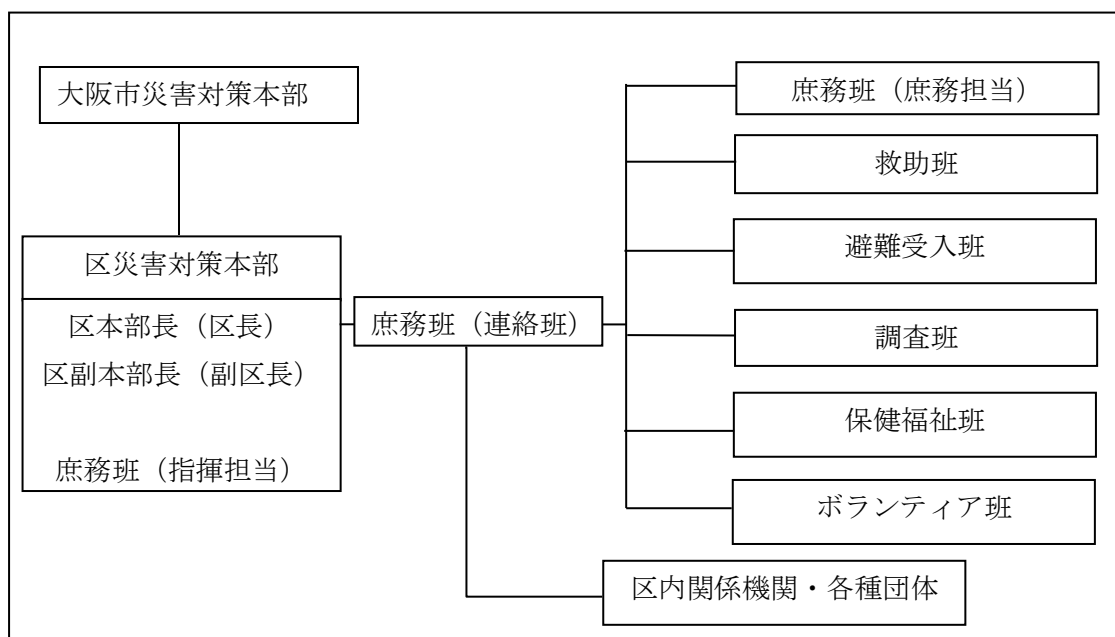 大阪市災害対策本部
区災害対策本部
区本部長（区長）
区副本部長（副区長）
庶務班（指揮担当）
庶務班（連絡班）
庶務班（庶務担当）
救助班
避難受入班
調査班
保健福祉班
ボランティア班
区内関係機関・各種団体